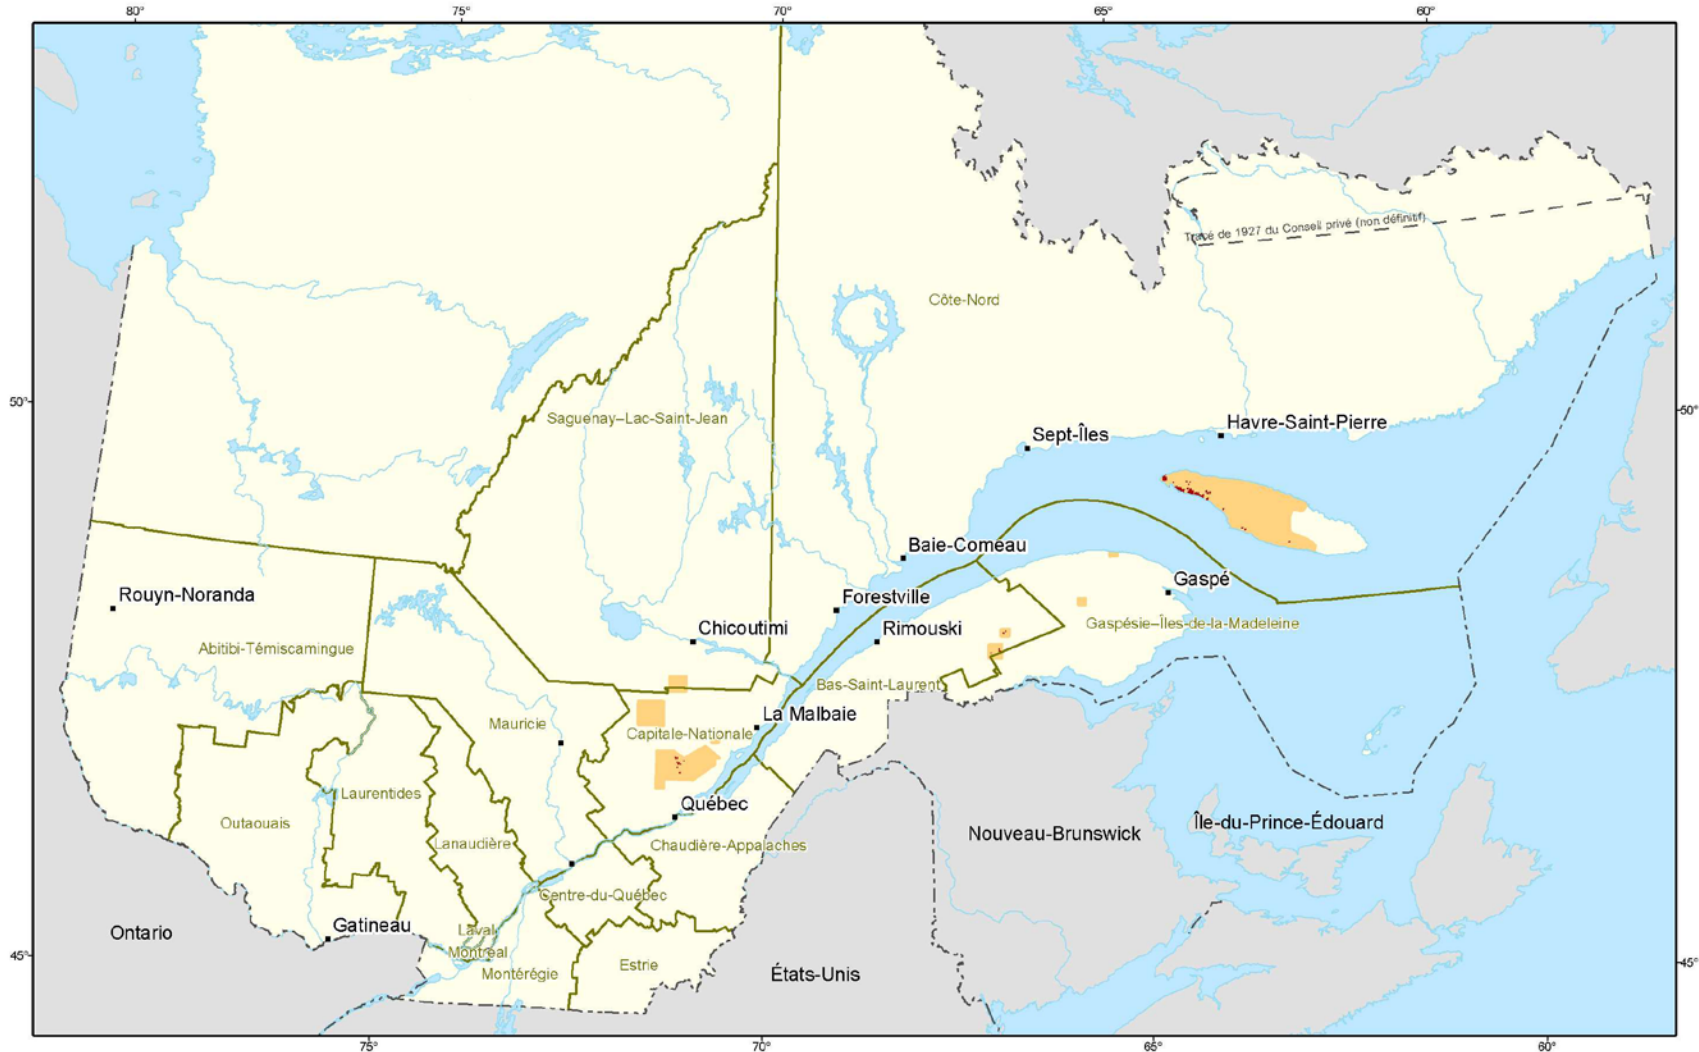 80°
75°
70°
65°
60°
Tracé de 1927 du Conseil privé (non définitif)
Côte-Nord
50°
50°
Saguenay–Lac-Saint-Jean
Havre-Saint-Pierre
Sept-Îles
Baie-Comeau
Gaspé
Rouyn-Noranda
Forestville
Gaspésie–Îles-de-la-Madeleine
Chicoutimi
Rimouski
Abitibi-Témiscamingue
Bas-Saint-Laurent
La Malbaie
Mauricie
Capitale-Nationale
Laurentides
Québec
Outaouais
Île-du-Prince-Édouard
Nouveau-Brunswick
Lanaudière
Chaudière-Appalaches
Centre-du-Québec
Gatineau
Ontario
Laval
Montréal
45°
45°
Estrie
Montérégie
États-Unis
75°
70°
65°
60°